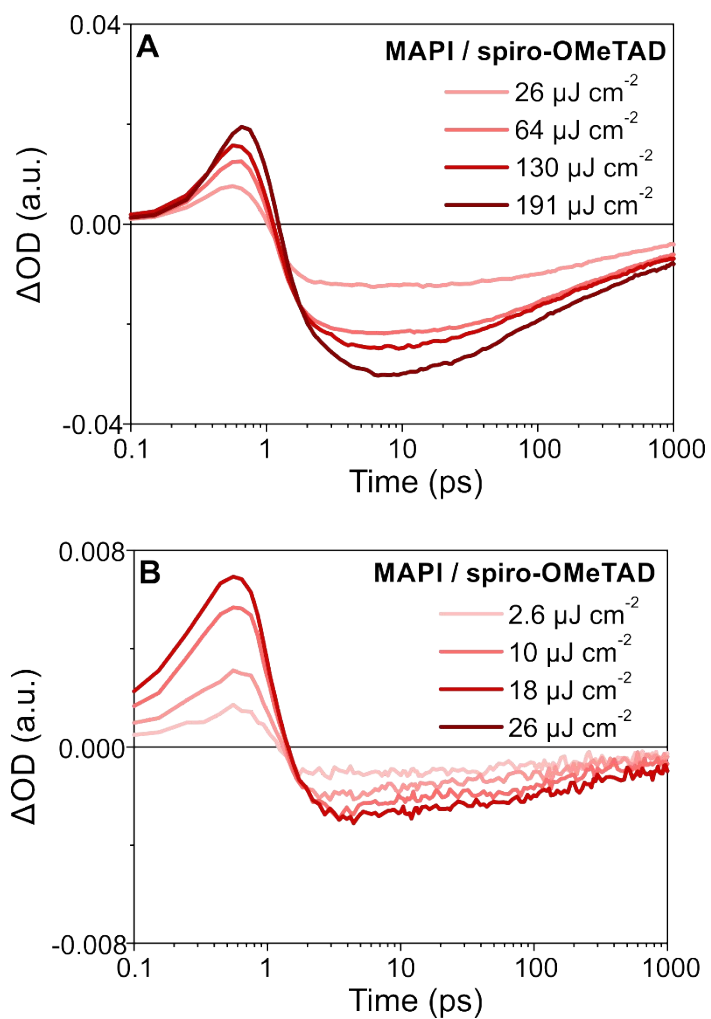 A
MAPI / spiro-OMeTAD
26 µJ cm⁻²
64 µJ cm⁻²
130 µJ cm⁻²
191 µJ cm⁻²
0.04
0.00
-0.04
ΔOD (a.u.)
0.1 1 10 100 1000
Time (ps)
B
MAPI / spiro-OMeTAD
2.6 µJ cm⁻²
10 µJ cm⁻²
18 µJ cm⁻²
26 µJ cm⁻²
0.008
0.000
-0.008
ΔOD (a.u.)
0.1 1 10 100 1000
Time (ps)